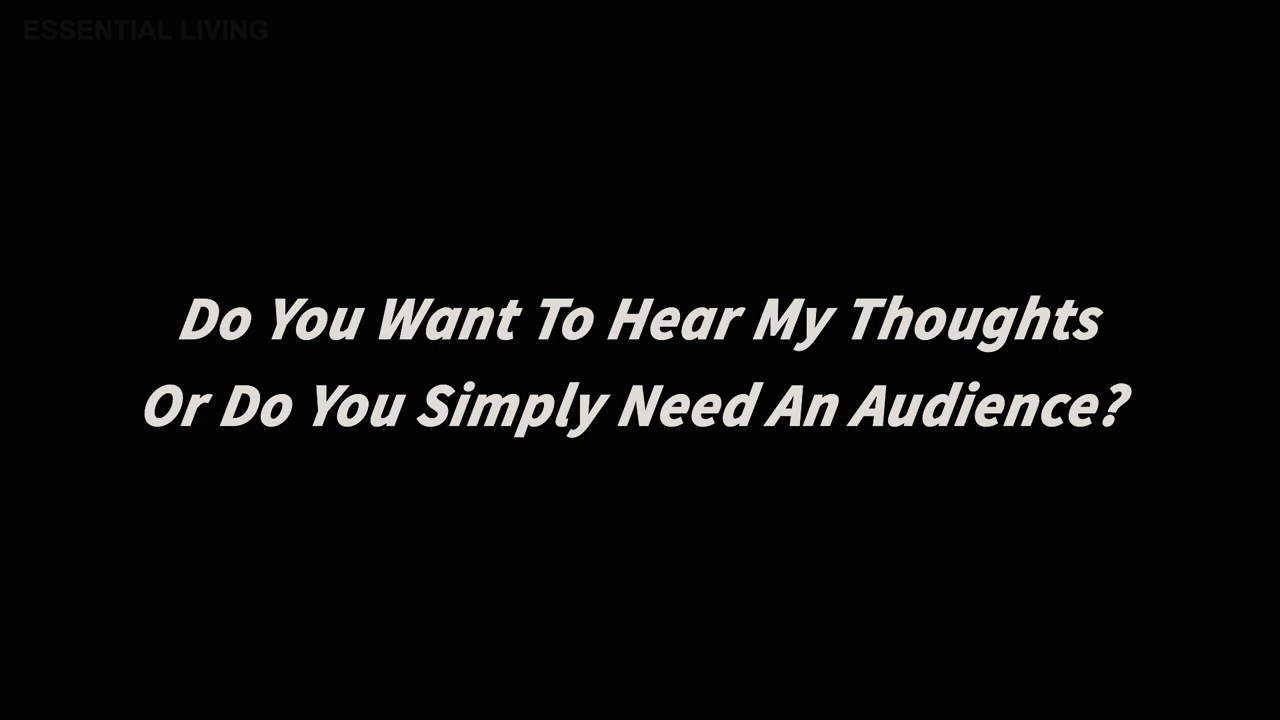 ESSENTIAL LIVING
Do You Want To Hear My Thoughts
Or Do You Simply Need An Audience?